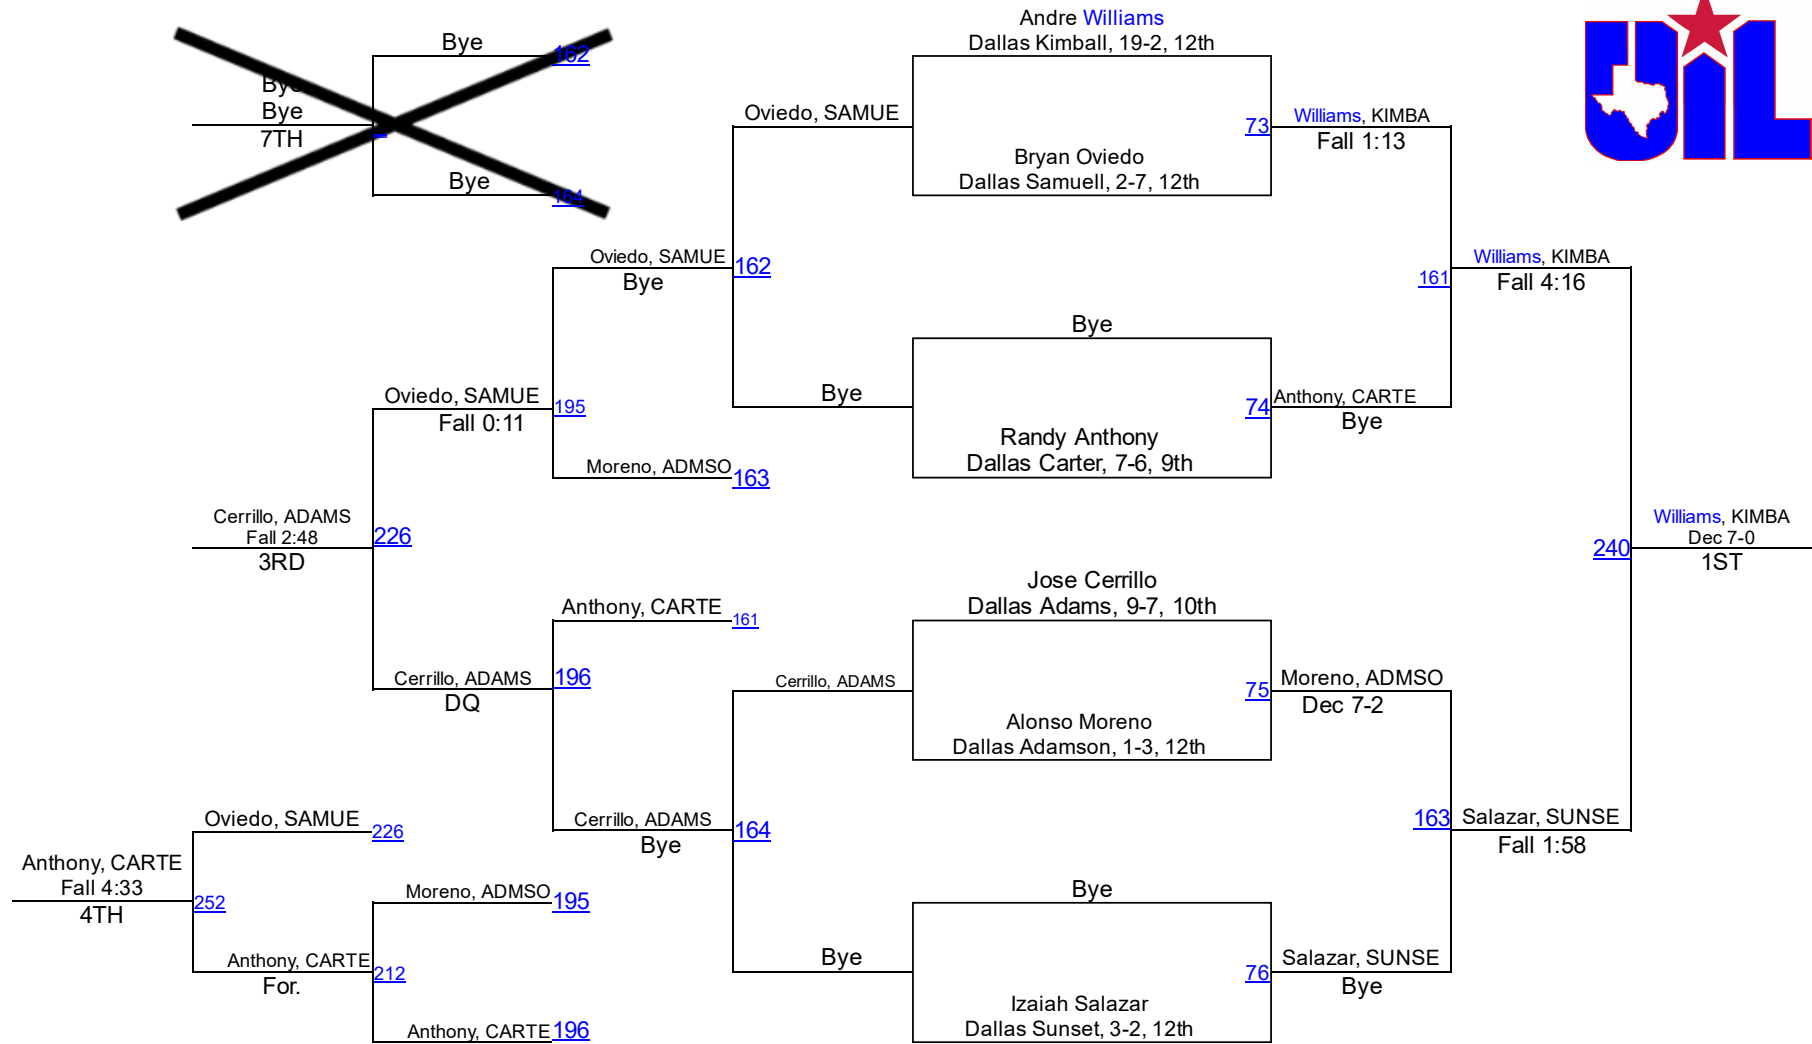 Bye
162
Bye
Bye
7TH
Bye
164
Andre Williams
Dallas Kimball, 19-2, 12th
Oviedo, SAMUE
73
Williams, KIMBA
Fall 1:13
Bryan Oviedo
Dallas Samuell, 2-7, 12th
UIL
Oviedo, SAMUE
Bye
162
161
Williams, KIMBA
Fall 4:16
Bye
Oviedo, SAMUE
Fall 0:11
195
Bye
74
Anthony, CARTE
Bye
Randy Anthony
Dallas Carter, 7-6, 9th
Moreno, ADMSO
163
Cerrillo, ADAMS
Fall 2:48
3RD
226
240
Williams, KIMBA
Dec 7-0
1ST
Jose Cerrillo
Dallas Adams, 9-7, 10th
Anthony, CARTE
161
Cerrillo, ADAMS
DQ
196
Cerrillo, ADAMS
75
Moreno, ADMSO
Dec 7-2
Alonso Moreno
Dallas Adamson, 1-3, 12th
Oviedo, SAMUE
226
Cerrillo, ADAMS
Bye
164
163
Salazar, SUNSE
Fall 1:58
Anthony, CARTE
Fall 4:33
4TH
252
Moreno, ADMSO
195
Bye
Anthony, CARTE
For.
212
Bye
76
Salazar, SUNSE
Bye
Izaiah Salazar
Dallas Sunset, 3-2, 12th
Anthony, CARTE
196